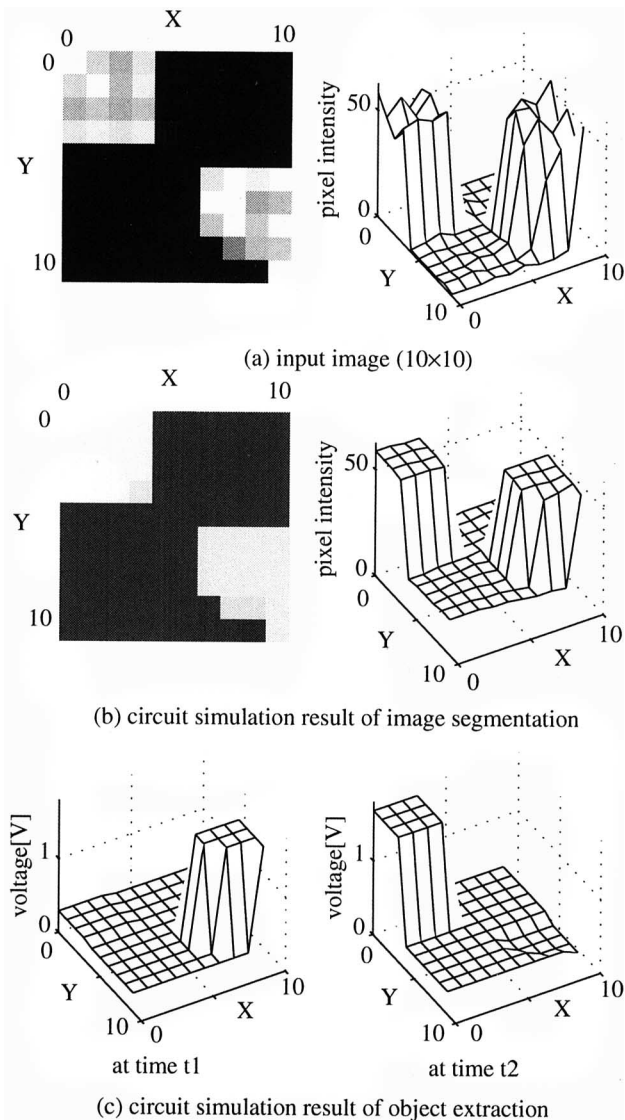 X
0 10
0
Y
10
pixel intensity
50
0
0
Y
10
0
X
10
(a) input image (10×10)
X
0 10
0
Y
10
pixel intensity
50
0
0
Y
10
0
X
10
(b) circuit simulation result of image segmentation
voltage[V]
1
0
0
Y
10
0
X
10
at time t1
voltage[V]
1
0
0
Y
10
0
X
10
at time t2
(c) circuit simulation result of object extraction